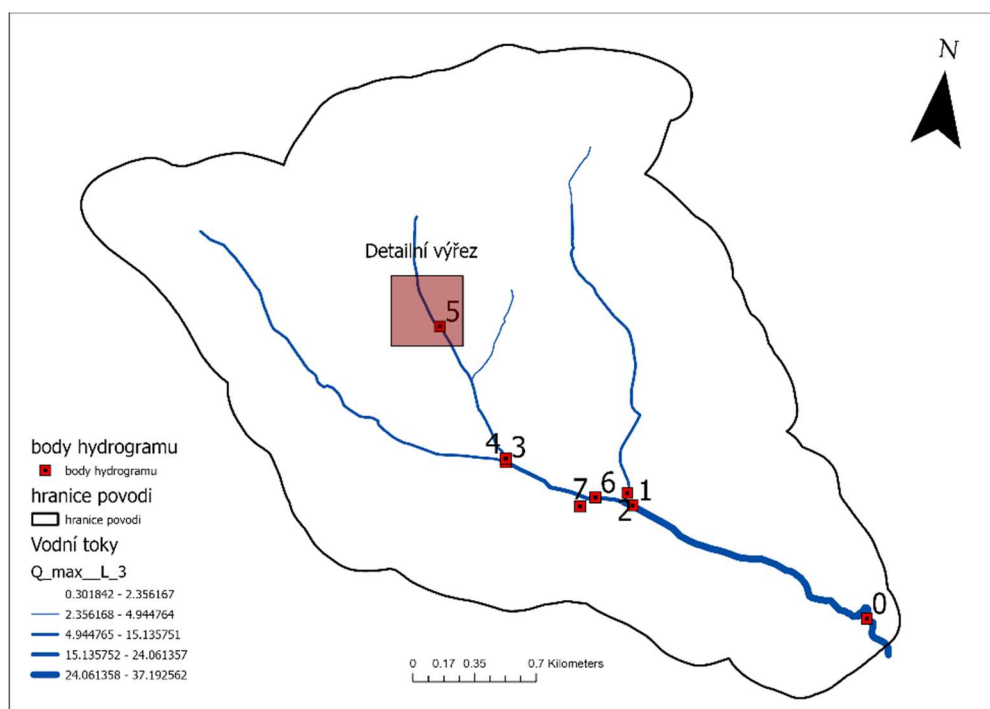 N
Detailní výřez
5
4 3
7 6 1
2
0
body hydrogramu
body hydrogramu
hranice povodi
hranice povodi
Vodní toky
Q_max__L_3
0.301842 - 2.356167
2.356168 - 4.944764
4.944765 - 15.135751
15.135752 - 24.061357
24.061358 - 37.192562
0 0.17 0.35 0.7 Kilometers